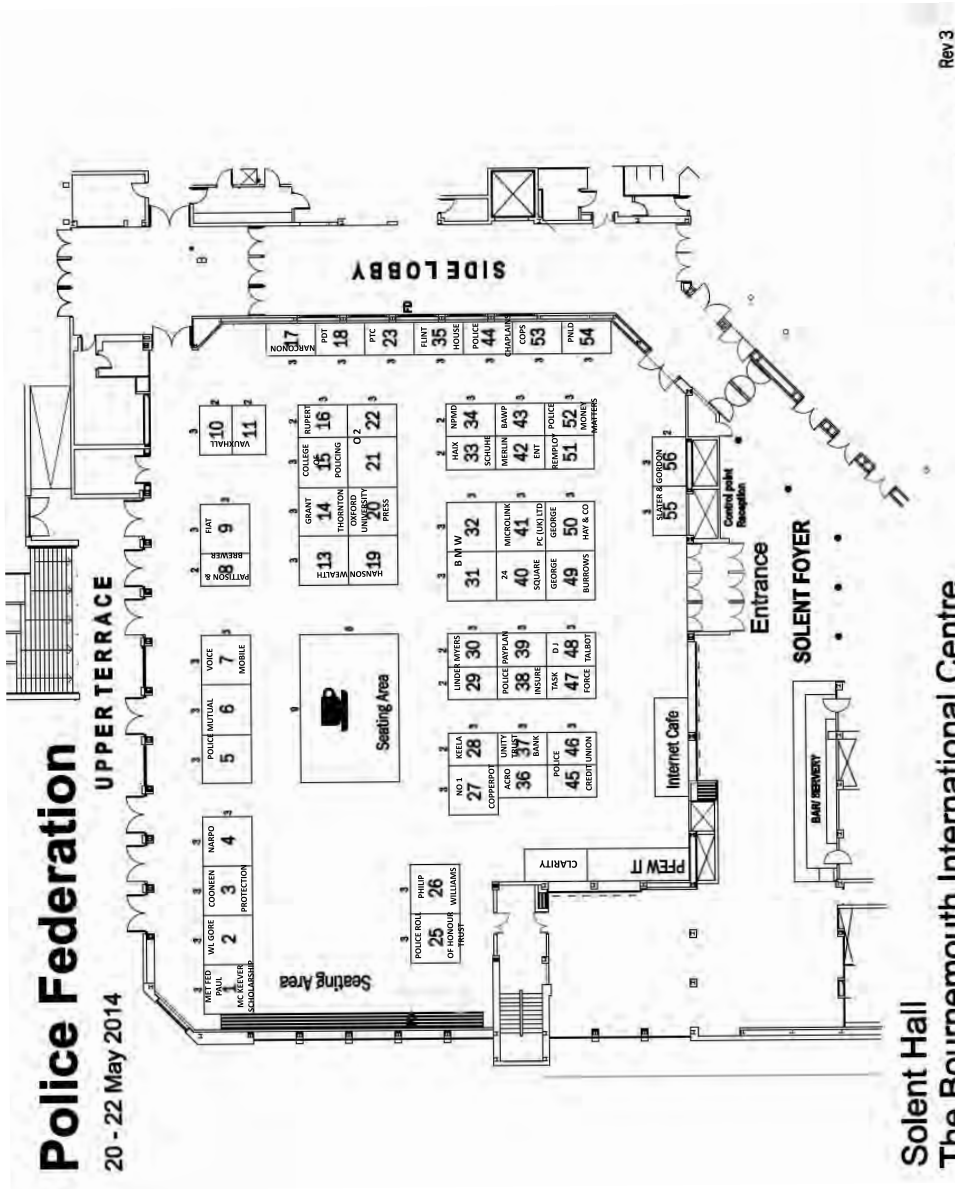 Police Federation
20 - 22 May 2014
UPPER TERRACE
MET FED
PAUL
1
MC KEEVER
SCHOLARSHIP
WL GORE
2
COONEEN
3
PROTECTION
NARPO
4
POLICE MUTUAL
5
6
VOICE
7
MOBILE
PATTISON &
BREWER
8
FIAT
9
10
VAUXHALL
11
Seating Area
Seating Area
HANSON WEALTH
13
19
GRANT
14
THORNTON
COLLEGE
OF
15
POLICING
RUPERT
16
OXFORD
UNIVERSITY
20
PRESS
O 2
21
22
NARCONON
17
PDT
18
PTC
23
FLINT
35
HOUSE
POLICE
44
CHAPLAINS
COPS
53
PNLD
54
FD
SIDE LOBBY
POLICE ROLL
25
OF HONOUR
TRUST
PHILIP
26
WILLIAMS
NO 1
27
COPPERPOT
KEELA
28
LINDER MYERS
29
30
B M W
31
32
HAIX
33
SCHUHE
NPMD
34
ACRO
36
UNITY
TRUST
37
BANK
POLICE
38
INSURE
PAYPLAN
39
24
40
SQUARE
MICROLINK
41
PC (UK) LTD
MERLIN
42
ENT
BAWP
43
POLICE
45
46
CREDIT UNION
TASK
47
FORCE
D J
48
TALBOT
GEORGE
49
BURROWS
GEORGE
50
HAY & CO
REMPLOY
51
POLICE
52
MONEY
MATTERS
CLARITY
PFEW IT
Internet Cafe
SLATER & GORDON
55
56
Control point
Reception
Entrance
SOLENT FOYER
BAR/ SERVERY
Solent Hall
The Bournemouth International Centre
Rev 3